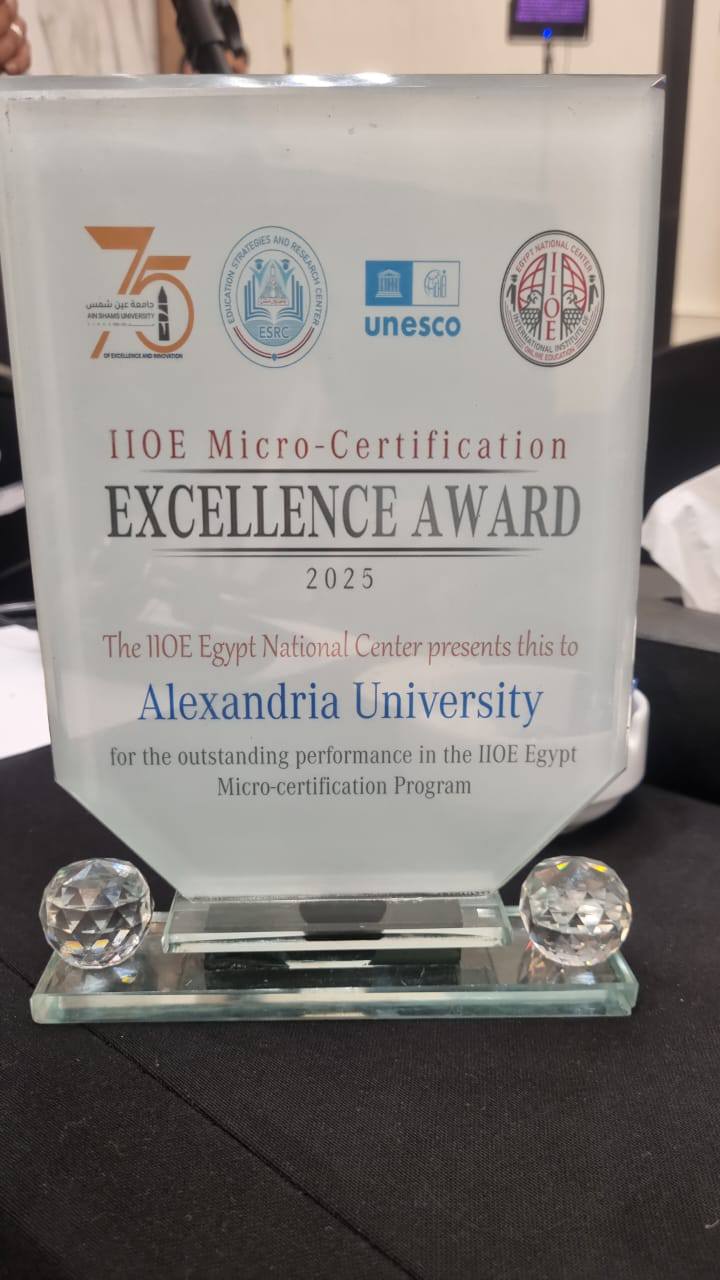 75
جامعة عين شمس
AIN SHAMS UNIVERSITY
OF EXCELLENCE AND INNOVATION
EDUCATION STRATEGIES AND RESEARCH CENTER
ESRC
unesco
EGYPT NATIONAL CENTER
IIOE
INTERNATIONAL INSTITUTE OF
ONLINE EDUCATION
IIOE Micro-Certification
EXCELLENCE AWARD
2025
The IIOE Egypt National Center presents this to
Alexandria University
for the outstanding performance in the IIOE Egypt
Micro-certification Program